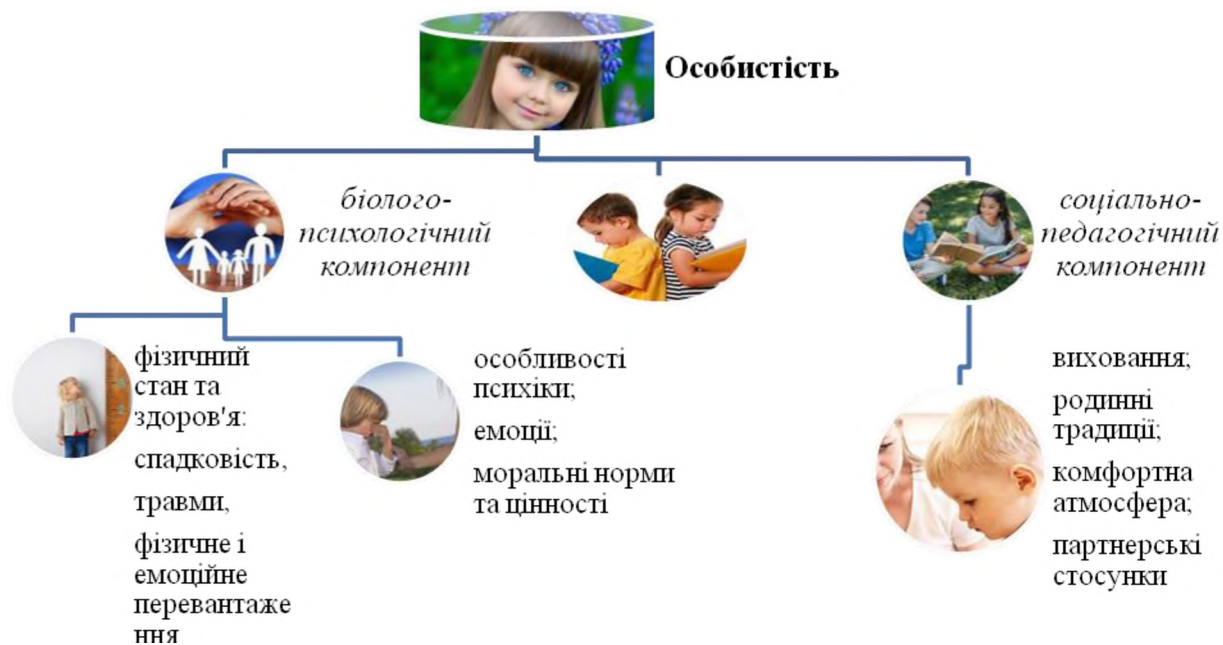 Особистість
біолого-
психологічний
компонент
соціально-
педагогічний
компонент
фізичний
стан та
здоров'я:
спадковість,
травми,
фізичне і
емоційне
перевантаже
ння
особливості
психіки;
емоції;
моральні норми
та цінності
виховання;
родинні
традиції;
комфортна
атмосфера;
партнерські
стосунки